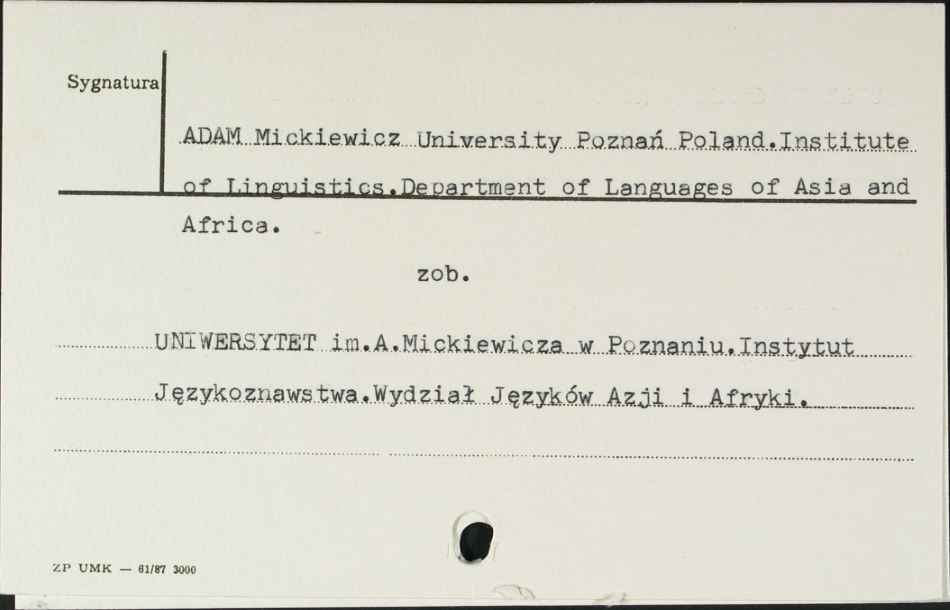 Sygnatura
ADAM Mickiewicz University Poznań Poland.Institute
of Linguistics.Department of Languages of Asia and
Africa.
zob.
UNIWERSYTET im.A.Mickiewicza w Poznaniu.Instytut
Językoznawstwa.Wydział Języków Azji i Afryki.
ZP UMK — 61/87 3000